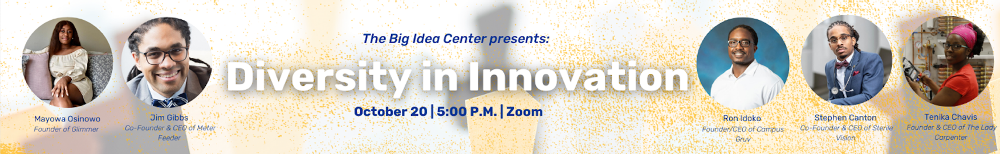 The Big Idea Center presents:
Diversity in Innovation
October 20 | 5:00 P.M. | Zoom
Mayowa Osinowo
Founder of Glimmer
Jim Gibbs
Co-Founder & CEO of Meter
Feeder
Ron Idoko
Founder/CEO of Campus
Gruv
Stephen Canton
Co-Founder & CEO of Sterile
Vision
Tenika Chavis
Founder & CEO of The Lady
Carpenter